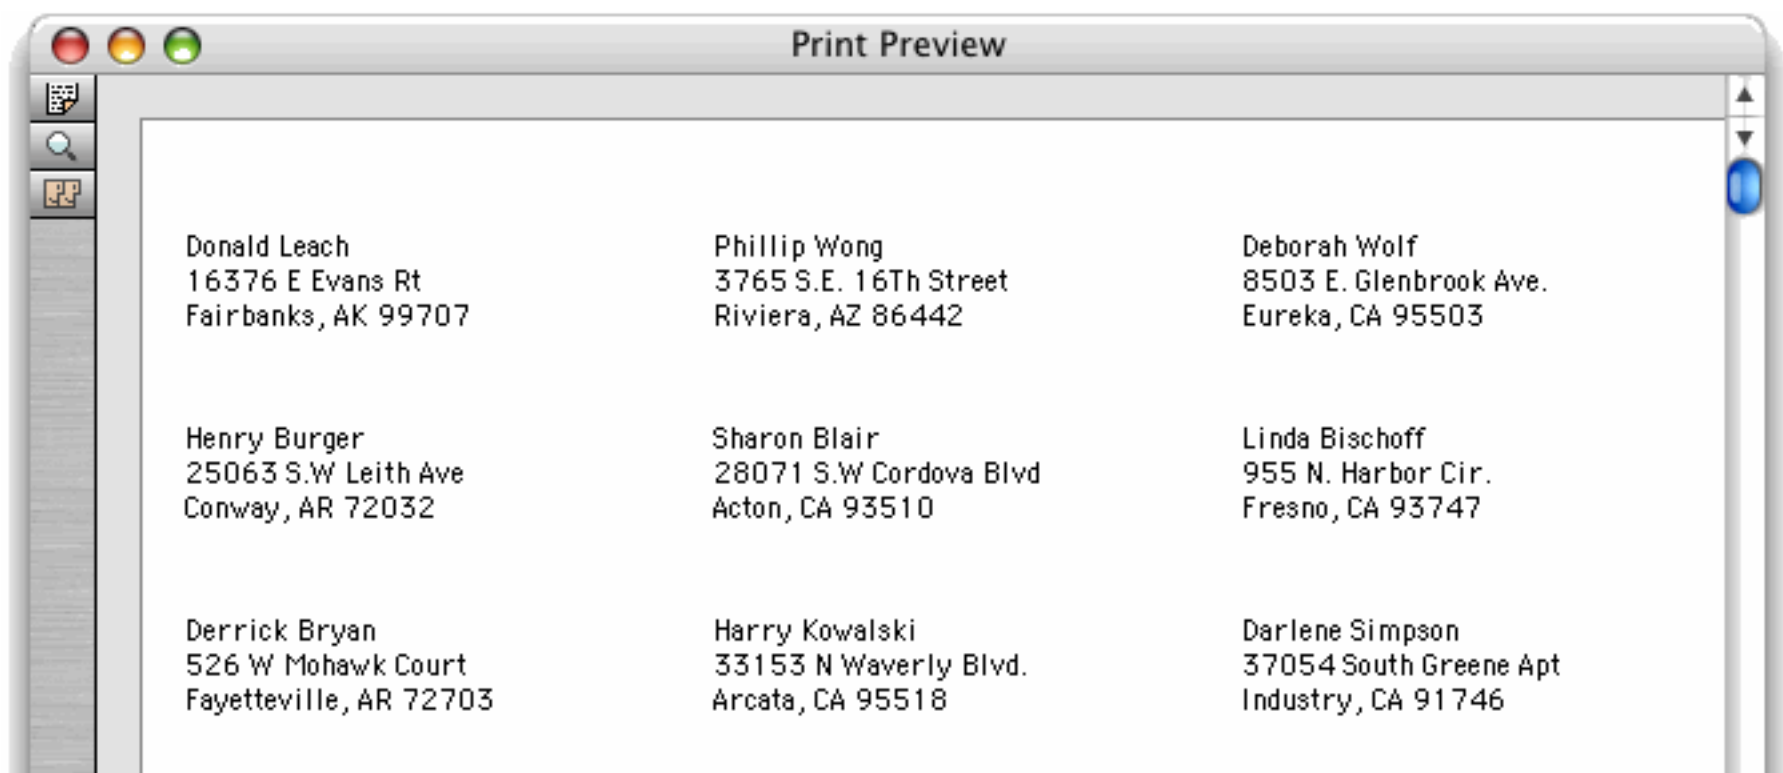 Print Preview
Donald Leach
16376 E Evans Rt
Fairbanks, AK 99707
Phillip Wong
3765 S.E. 16Th Street
Riviera, AZ 86442
Deborah Wolf
8503 E. Glenbrook Ave.
Eureka, CA 95503
Henry Burger
25063 S.W Leith Ave
Conway, AR 72032
Sharon Blair
28071 S.W Cordova Blvd
Acton, CA 93510
Linda Bischoff
955 N. Harbor Cir.
Fresno, CA 93747
Derrick Bryan
526 W Mohawk Court
Fayetteville, AR 72703
Harry Kowalski
33153 N Waverly Blvd.
Arcata, CA 95518
Darlene Simpson
37054 South Greene Apt
Industry, CA 91746